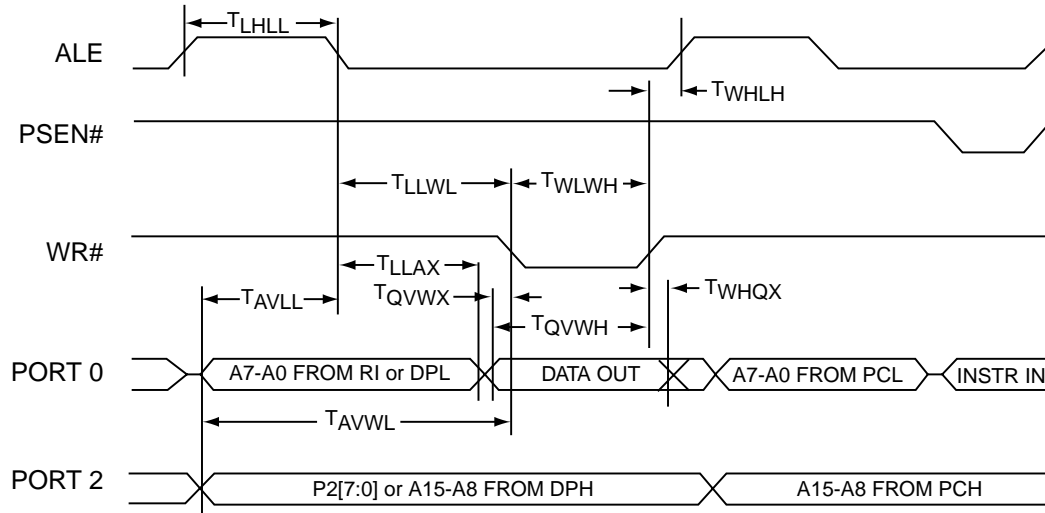 TLHLL
ALE
TWHLH
PSEN#
TLLWL
TWLWH
WR#
TLLAX
TAVLL
TQVWX
TWHQX
TQVWH
PORT 0
A7-A0 FROM RI or DPL
DATA OUT
A7-A0 FROM PCL
INSTR IN
TAVWL
PORT 2
P2[7:0] or A15-A8 FROM DPH
A15-A8 FROM PCH